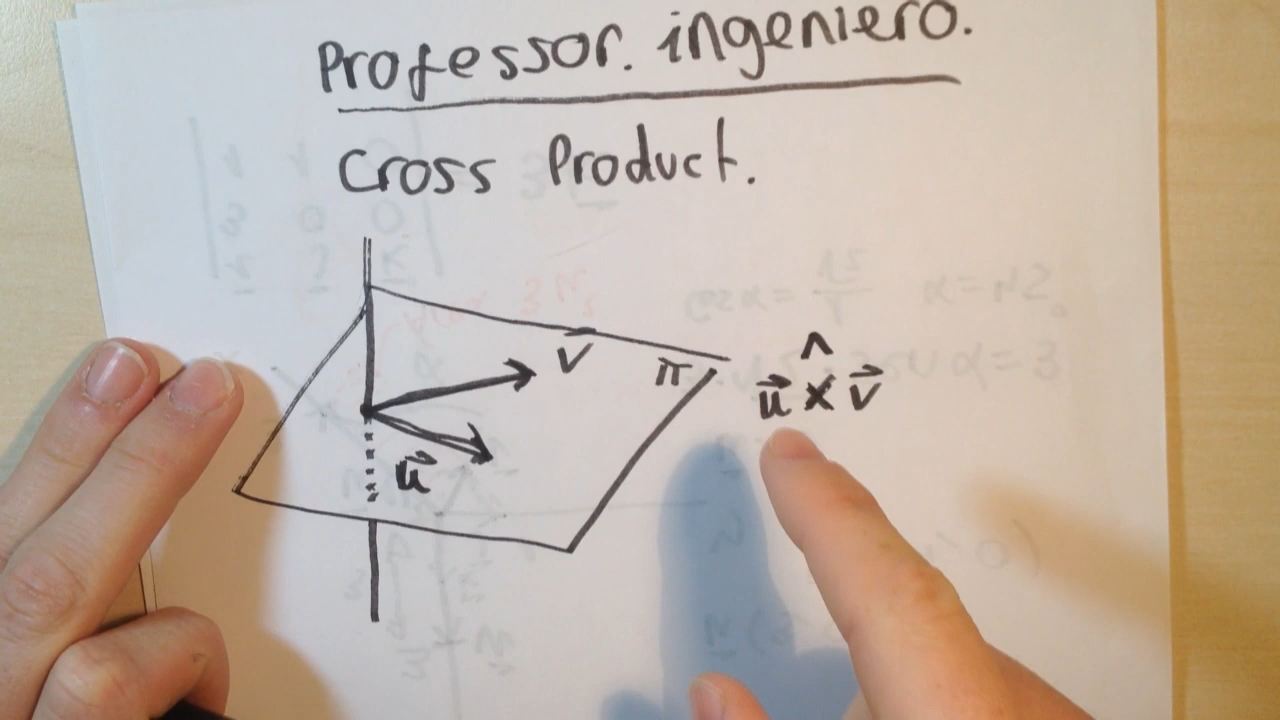 Professor. ingeniero.
Cross Product.
V
π
^
u⃗ × v⃗
u⃗